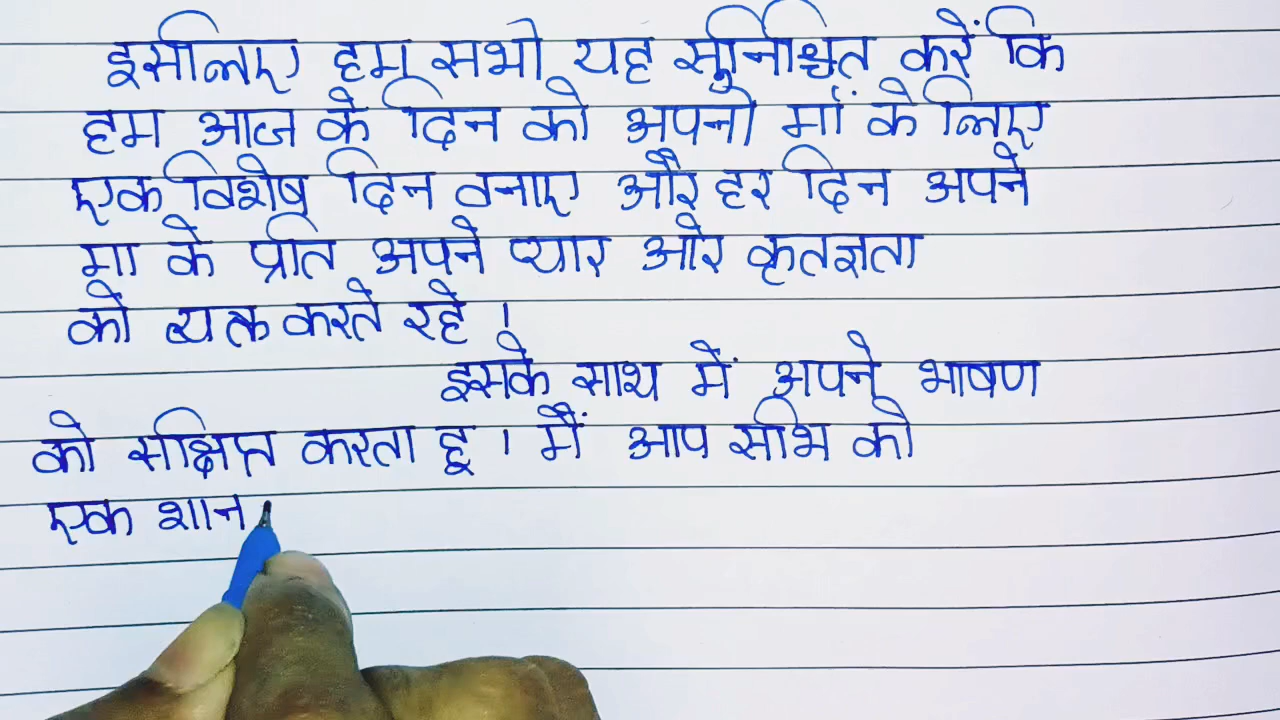 इसलिए हम सभी यह सुनिश्चित करें कि
हम आज के दिन को अपनी माँ के लिए
एक विशेष दिन बनाए और हर दिन अपने
मा के प्रति अपने प्यार और कृतज्ञता
को व्यक्त करते रहे ।
इसके साथ में अपने भाषण
को संक्षिप्त करता हू । मैं आप सभि को
एक शान